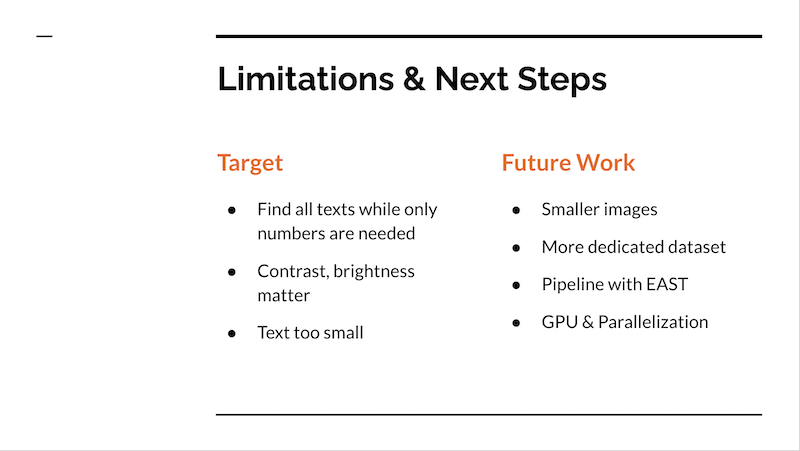 Limitations & Next Steps
Target
● Find all texts while only
numbers are needed
● Contrast, brightness
matter
● Text too small
Future Work
● Smaller images
● More dedicated dataset
● Pipeline with EAST
● GPU & Parallelization